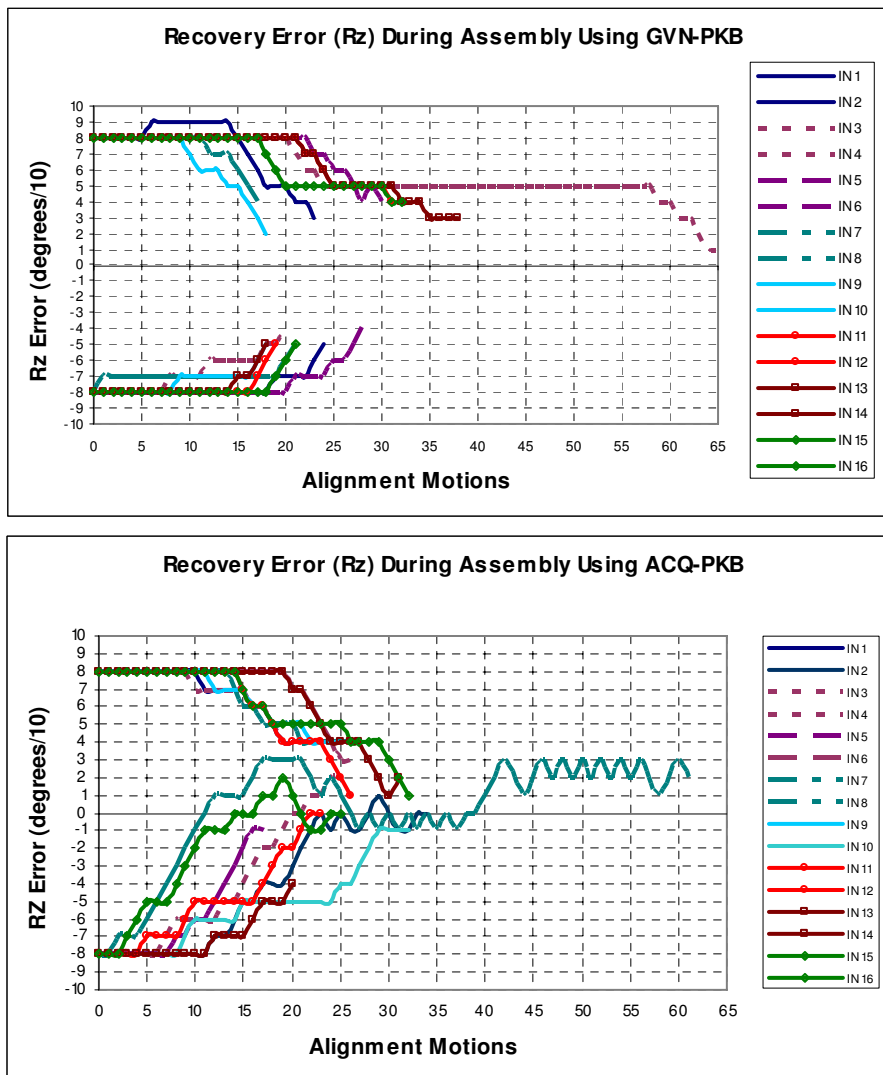 Recovery Error (Rz) During Assembly Using GVN-PKB
Rz Error (degrees/10)
10
9
8
7
6
5
4
3
2
1
0
-1
-2
-3
-4
-5
-6
-7
-8
-9
-10
0 5 10 15 20 25 30 35 40 45 50 55 60 65
Alignment Motions
IN 1
IN 2
IN 3
IN 4
IN 5
IN 6
IN 7
IN 8
IN 9
IN 10
IN 11
IN 12
IN 13
IN 14
IN 15
IN 16
Recovery Error (Rz) During Assembly Using ACQ-PKB
RZ Error (degrees/10)
10
9
8
7
6
5
4
3
2
1
0
-1
-2
-3
-4
-5
-6
-7
-8
-9
-10
0 5 10 15 20 25 30 35 40 45 50 55 60 65
Alignment Motions
IN 1
IN 2
IN 3
IN 4
IN 5
IN 6
IN 7
IN 8
IN 9
IN 10
IN 11
IN 12
IN 13
IN 14
IN 15
IN 16